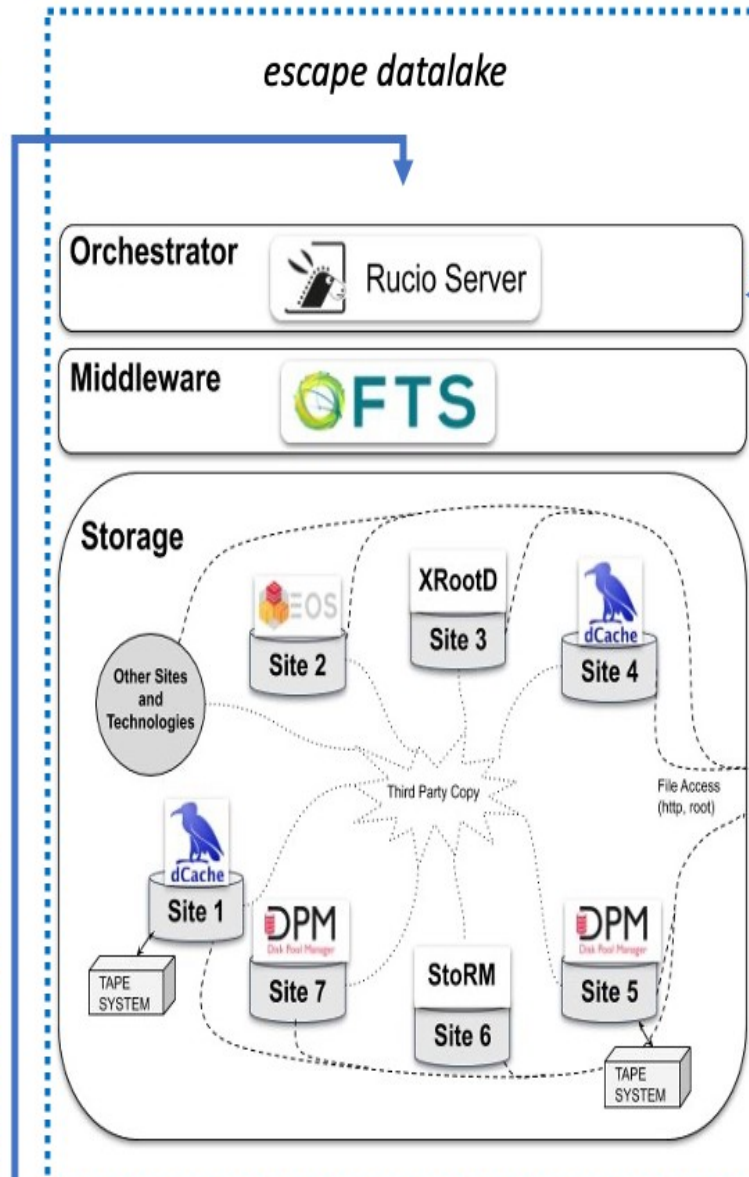 escape datalake
Orchestrator
Rucio Server
Middleware
FTS
Storage
EOS
Site 2
XRootD
Site 3
dCache
Site 4
Other Sites
and
Technologies
Third Party Copy
File Access
(http, root)
dCache
Site 1
TAPE
SYSTEM
DPM
Disk Pool Manager
Site 7
StoRM
Site 6
DPM
Disk Pool Manager
Site 5
TAPE
SYSTEM